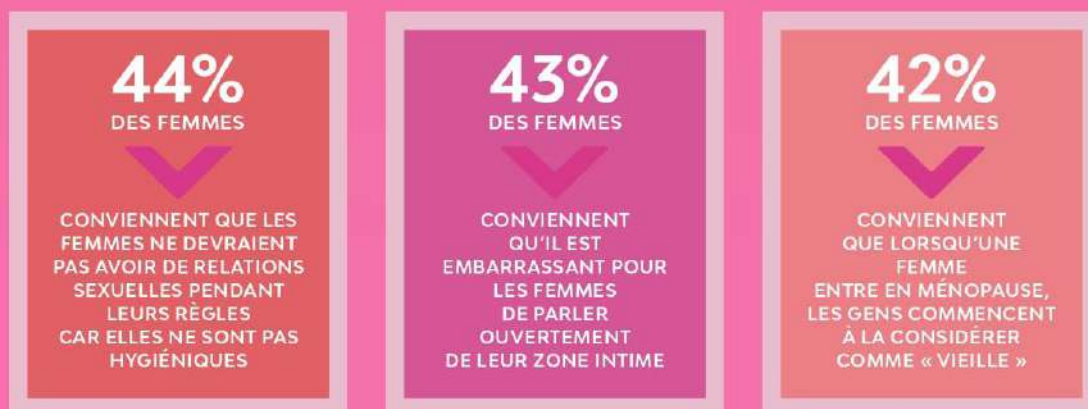 44%
DES FEMMES
CONVIENNENT QUE LES
FEMMES NE DEVRAIENT
PAS AVOIR DE RELATIONS
SEXUELLES PENDANT
LEURS RÈGLES
CAR ELLES NE SONT PAS
HYGIÉNIQUES
43%
DES FEMMES
CONVIENNENT
QU'IL EST
EMBARRASSANT POUR
LES FEMMES
DE PARLER
OUVERTEMENT
DE LEUR ZONE INTIME
42%
DES FEMMES
CONVIENNENT
QUE LORSQU'UNE
FEMME
ENTRE EN MÉNOPAUSE,
LES GENS COMMENCENT
À LA CONSIDÉRER
COMME « VIEILLE »